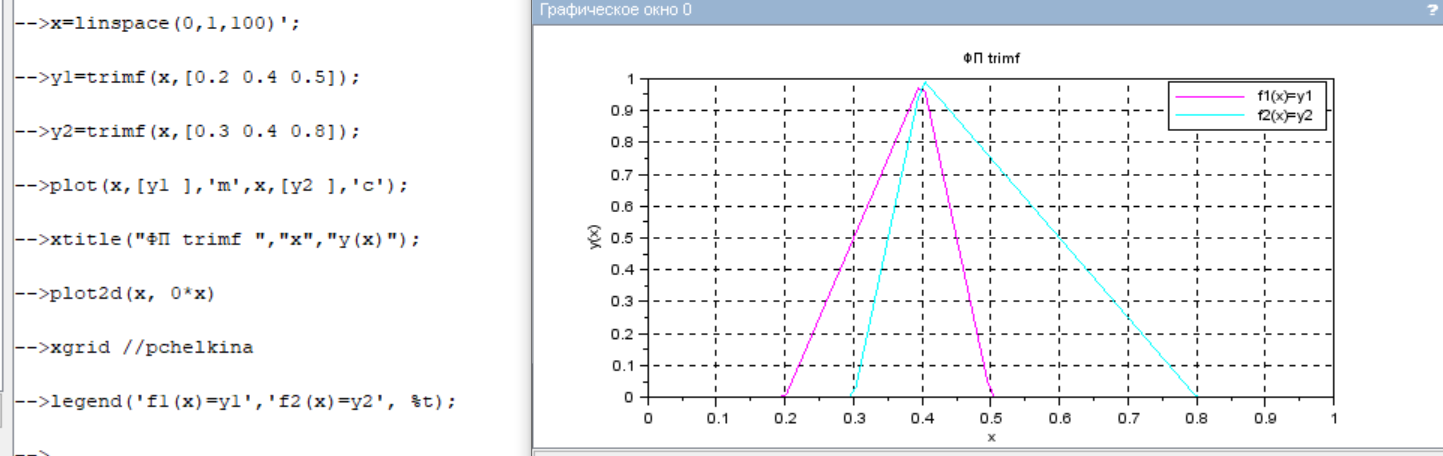 -->x=linspace(0,1,100)';
-->y1=trimf(x,[0.2 0.4 0.5]);
-->y2=trimf(x,[0.3 0.4 0.8]);
-->plot(x,[y1 ],'m',x,[y2 ],'c');
-->xtitle("ФП trimf ","x","y(x)");
-->plot2d(x, 0*x)
-->xgrid //pchelkina
-->legend('f1(x)=y1','f2(x)=y2', %t);
-->
Графическое окно 0
?
ФП trimf
f1(x)=y1
f2(x)=y2
1
0.9
0.8
0.7
0.6
0.5
0.4
0.3
0.2
0.1
0
y(x)
0 0.1 0.2 0.3 0.4 0.5 0.6 0.7 0.8 0.9 1
x